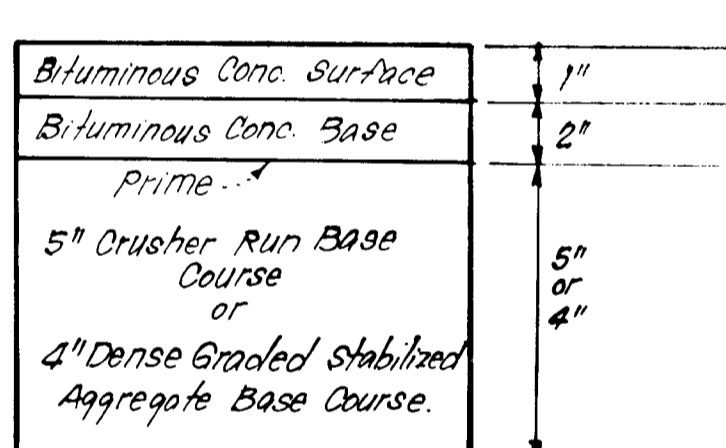 Bituminous Conc. Surface
1"
Bituminous Conc. Base
2"
Prime
5" Crusher Run Base
Course
or
4" Dense Graded Stabilized
Aggregate Base Course.
5"
or
4"